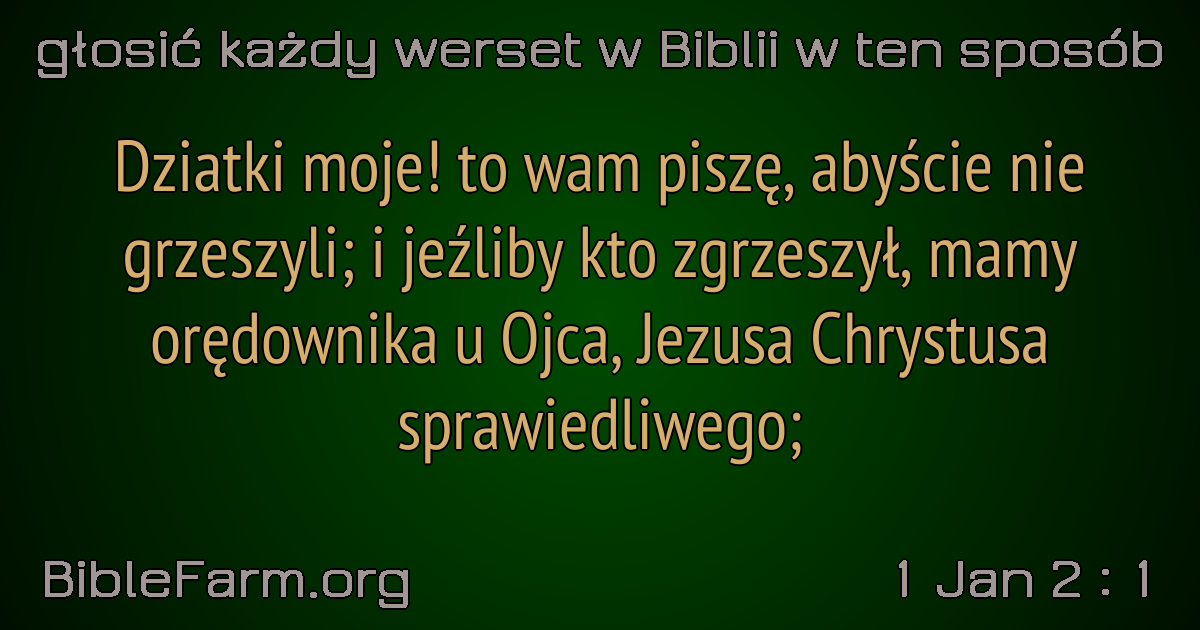 głosić każdy werset w Biblii w ten sposób
Dziatki moje! to wam piszę, abyście nie
grzeszyli; i jeźliby kto zgrzeszył, mamy
orędownika u Ojca, Jezusa Chrystusa
sprawiedliwego;
BibleFarm.org
1 Jan 2 : 1